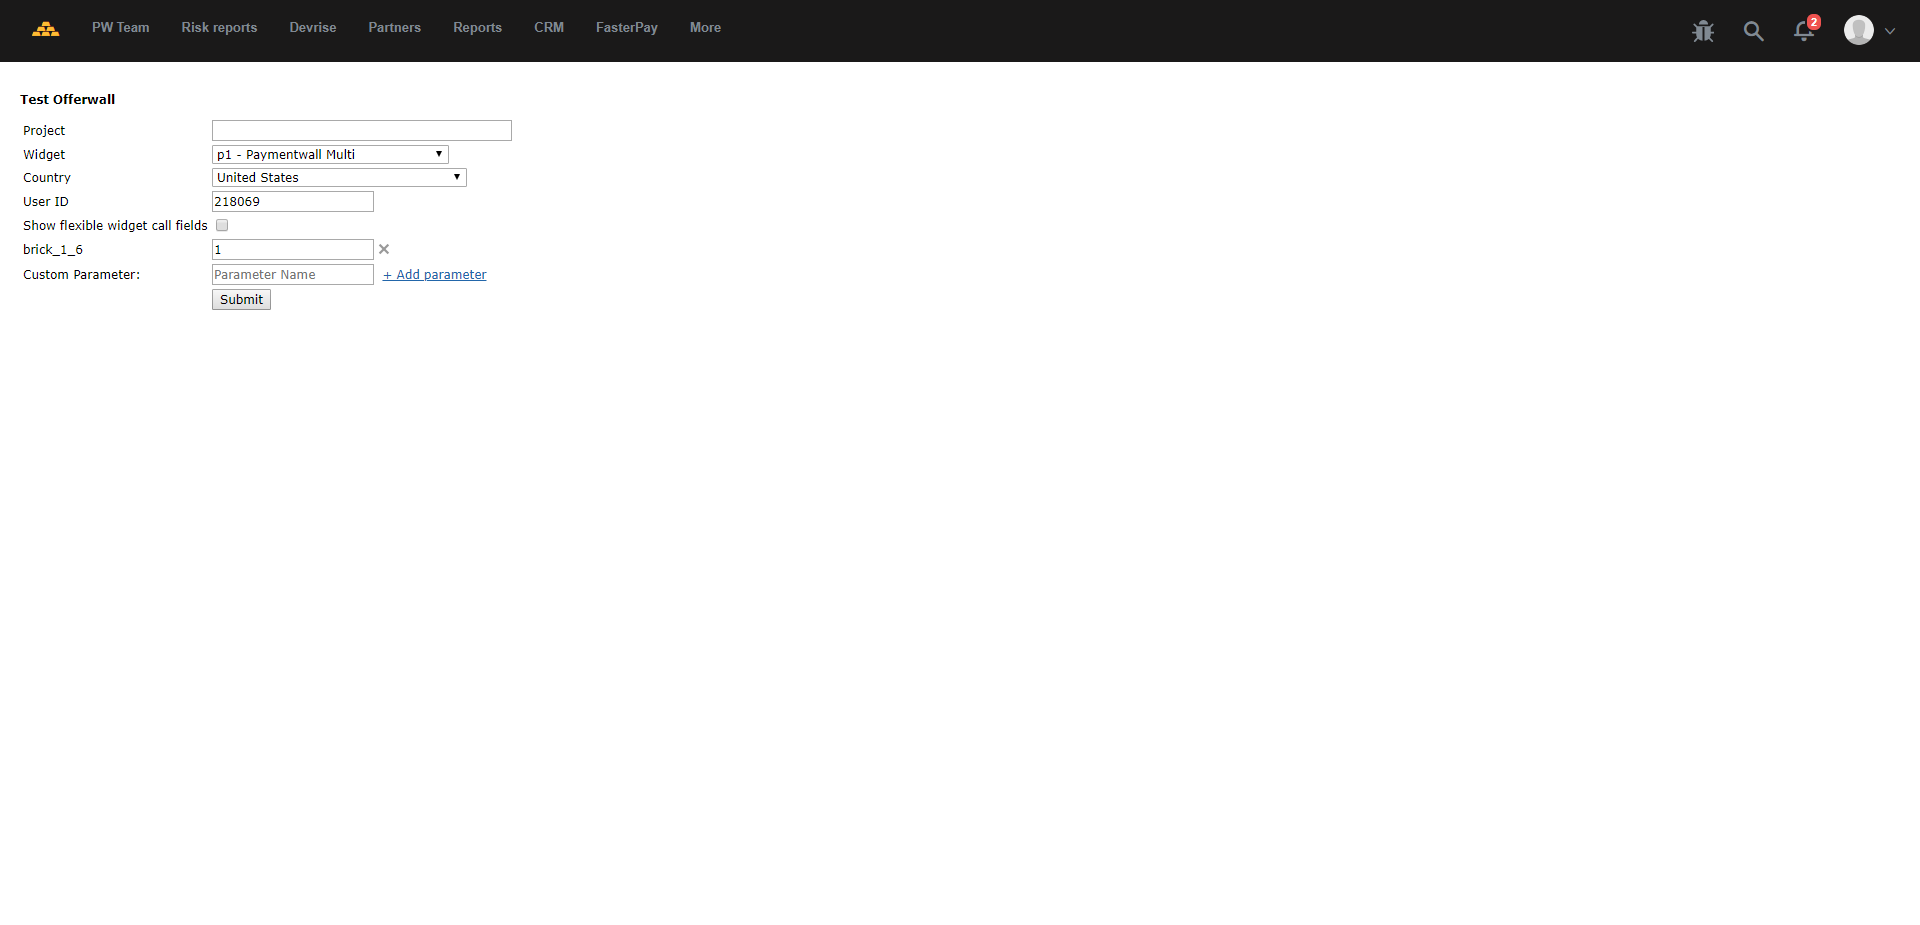 PW Team Risk reports Devrise Partners Reports CRM FasterPay More 2
Test Offerwall
Project
Widget p1 - Paymentwall Multi
Country United States
User ID 218069
Show flexible widget call fields
brick_1_6 1
Custom Parameter: Parameter Name + Add parameter
Submit